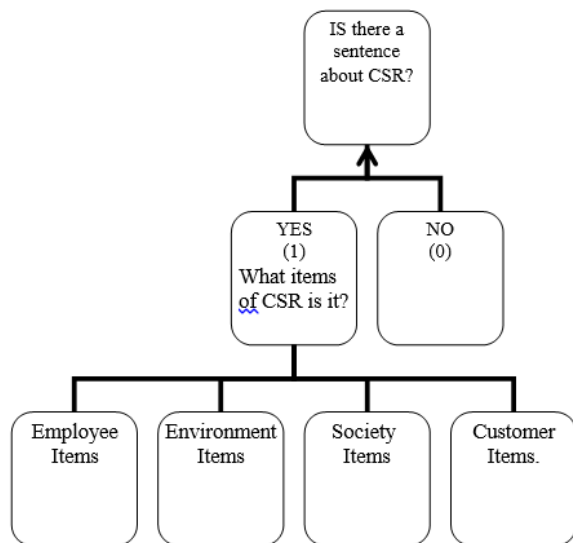 IS there a
sentence
about CSR?
YES
(1)
What items
of CSR is it?
NO
(0)
Employee
Items
Environment
Items
Society
Items
Customer
Items.